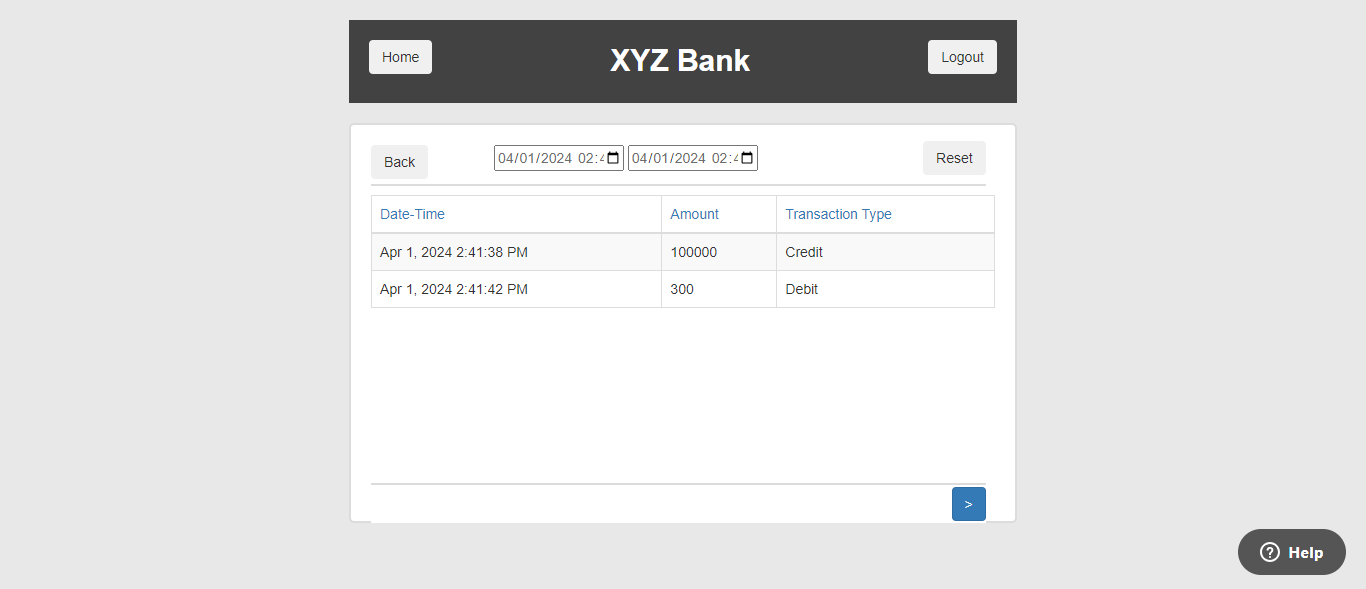 Home XYZ Bank Logout
Back 04/01/2024 02: 04/01/2024 02: Reset
Date-Time Amount Transaction Type
Apr 1, 2024 2:41:38 PM 100000 Credit
Apr 1, 2024 2:41:42 PM 300 Debit
>
? Help